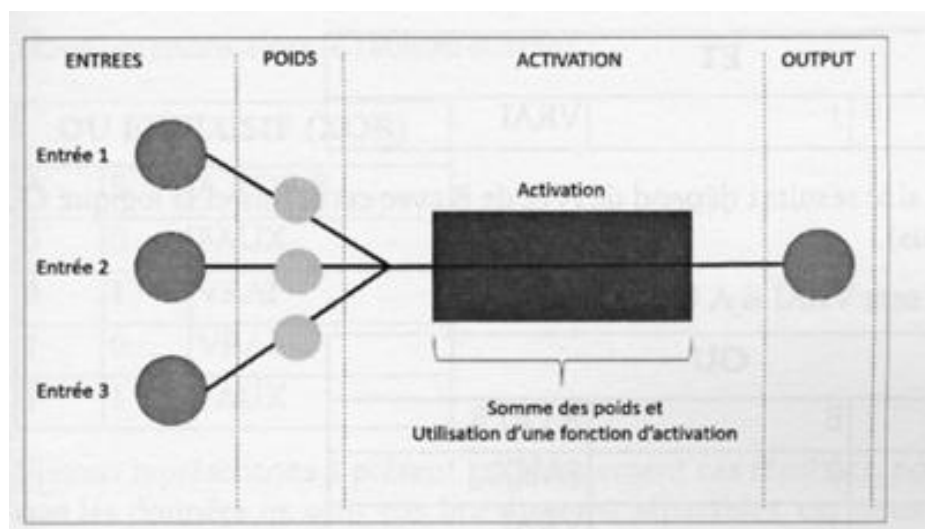 ENTREES POIDS ACTIVATION OUTPUT
Entrée 1
Activation
Entrée 2
Entrée 3
Somme des poids et
Utilisation d'une fonction d'activation